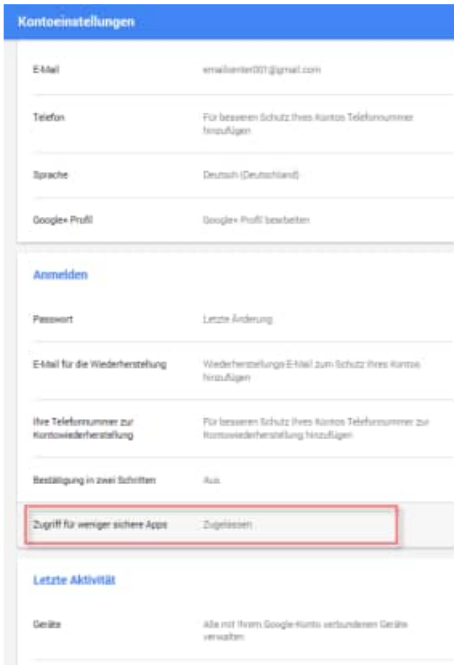 Kontoeinstellungen
E-Mail
emailcenter001@gmail.com
Telefon
Für besseren Schutz Ihres Kontos Telefonnummer
hinzufügen
Sprache
Deutsch (Deutschland)
Google+ Profil
Google+ Profil bearbeiten
Anmelden
Passwort
Letzte Änderung
E-Mail für die Wiederherstellung
Wiederherstellungs-E-Mail zum Schutz Ihres Kontos
hinzufügen
Ihre Telefonnummer zur
Kontowiederherstellung
Für besseren Schutz Ihres Kontos Telefonnummer zur
Kontowiederherstellung hinzufügen
Bestätigung in zwei Schritten
Aus
Zugriff für weniger sichere Apps
Zugelassen
Letzte Aktivität
Geräte
Alle mit Ihrem Google-Konto verbundenen Geräte
verwalten